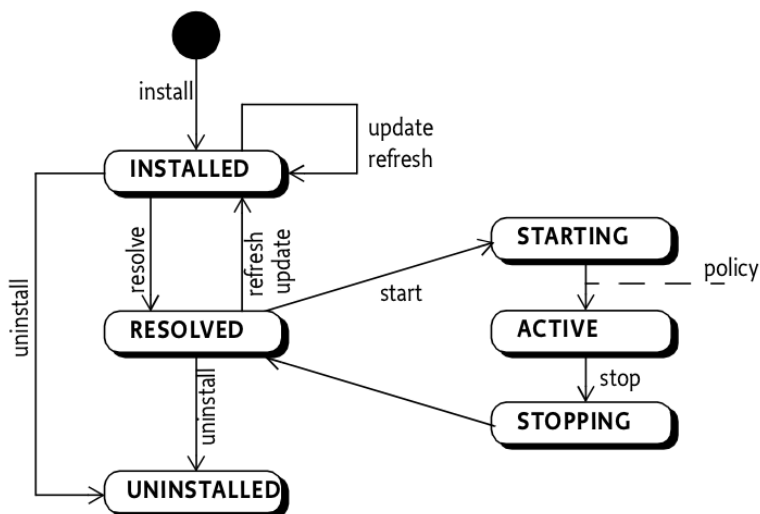 install
update
refresh
INSTALLED
STARTING
resolve
refresh
update
policy
start
uninstall
RESOLVED
ACTIVE
uninstall
stop
STOPPING
UNINSTALLED